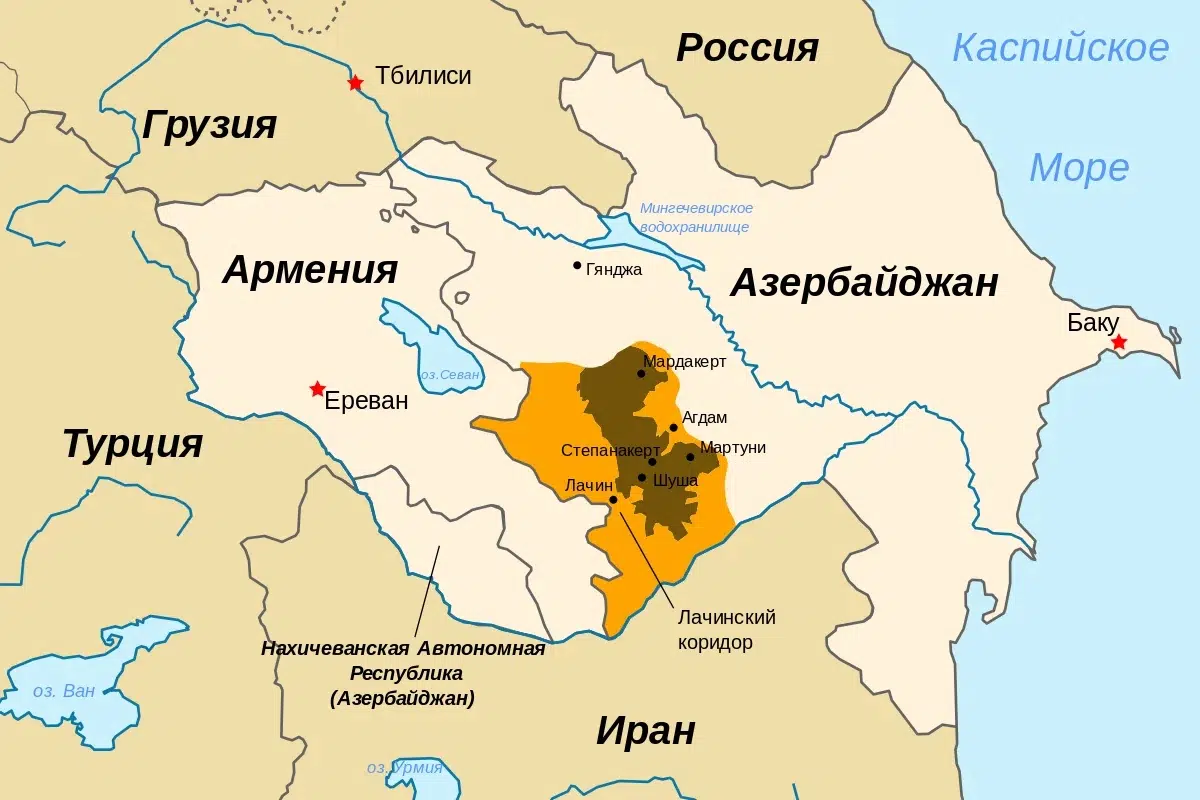 Россия
Каспийское
Море
Тбилиси
Грузия
Мингечевирское
водохранилище
Армения
Гянджа
Азербайджан
Баку
Мардакерт
оз.Севан
Ереван
Агдам
Турция
Степанакерт
Мартуни
Лачин
Шуша
Лачинский
коридор
Нахичеванская Автономная
Республика
(Азербайджан)
оз. Ван
Иран
оз. Урмия